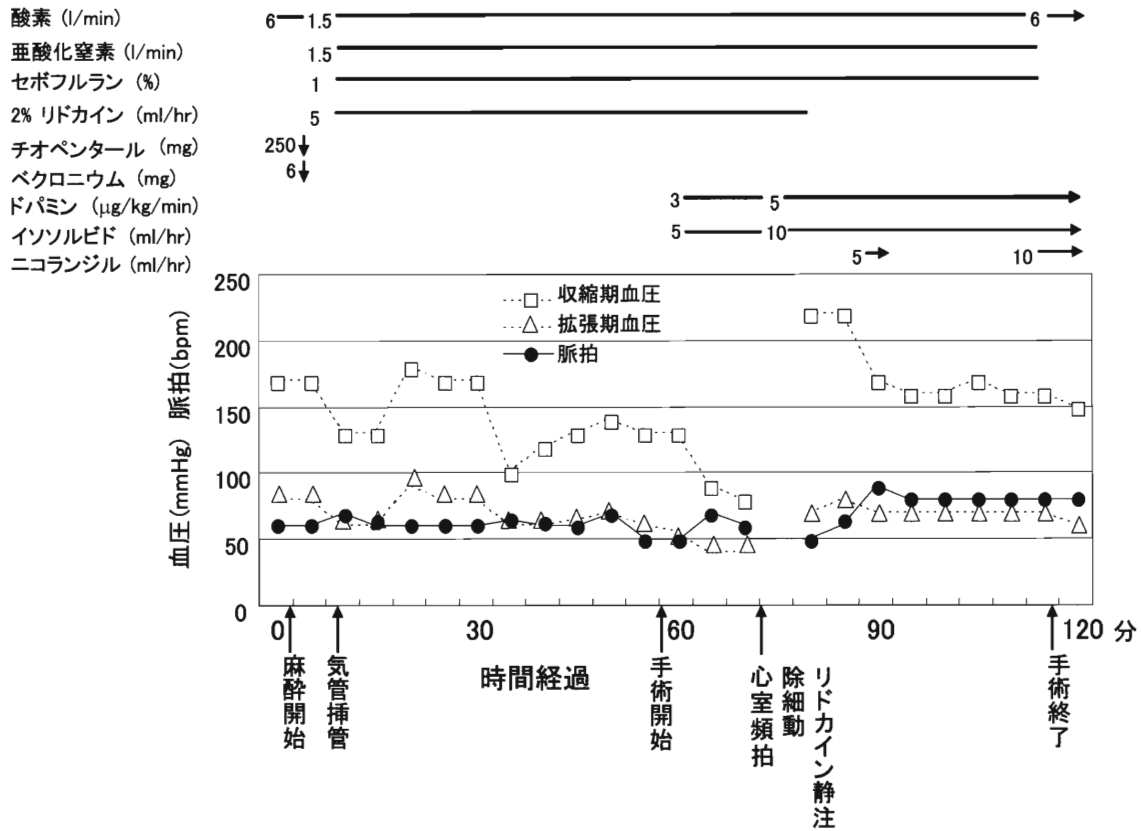 酸素 (l/min) 6 1.5 6
亜酸化窒素 (l/min) 1.5
セボフルラン (%) 1
2% リドカイン (ml/hr) 5
チオペンタール (mg) 250
ベクロニウム (mg) 6
ドパミン (μg/kg/min) 3 5
イソソルビド (ml/hr) 5 10
ニコランジル (ml/hr) 5 10
250
200
150
100
50
0
血圧(mmHg) 脈拍(bpm)
収縮期血圧
拡張期血圧
脈拍
0 30 60 90 120 分
時間経過
麻酔開始
気管挿管
手術開始
心室頻拍
除細動
リドカイン静注
手術終了